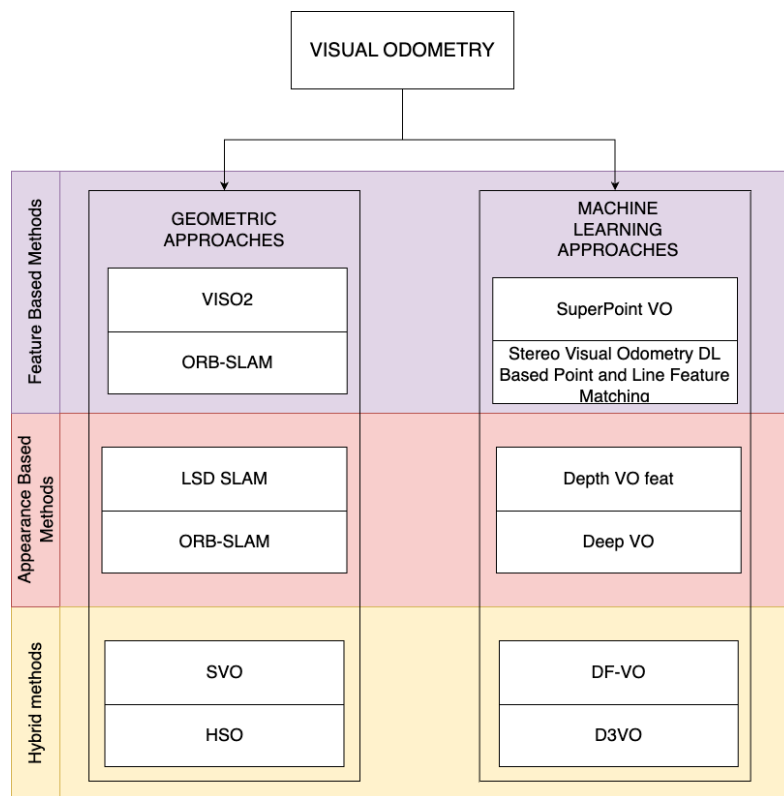 VISUAL ODOMETRY
Feature Based Methods
GEOMETRIC
APPROACHES
VISO2
ORB-SLAM
MACHINE
LEARNING
APPROACHES
SuperPoint VO
Stereo Visual Odometry DL
Based Point and Line Feature
Matching
Appearance Based
Methods
LSD SLAM
ORB-SLAM
Depth VO feat
Deep VO
Hybrid methods
SVO
HSO
DF-VO
D3VO